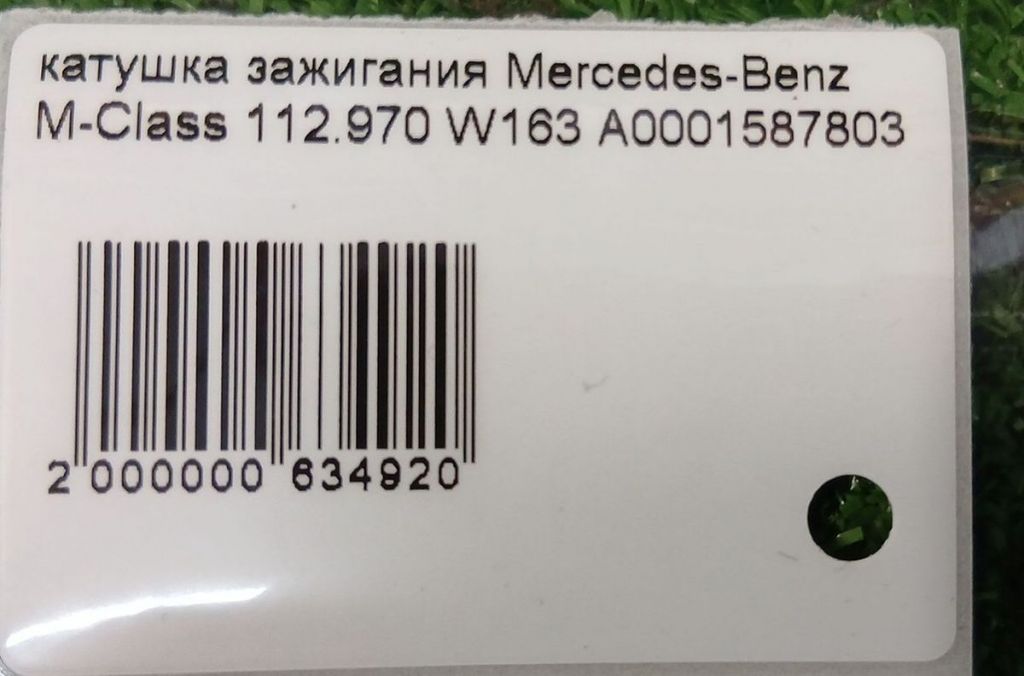 катушка зажигания Mercedes-Benz
M-Class 112.970 W163 A0001587803
2 000000 634920